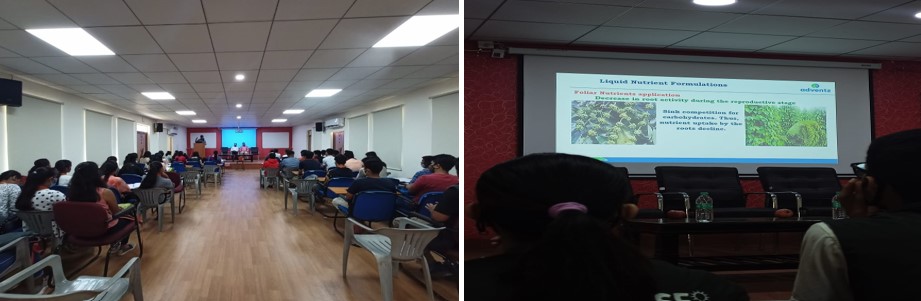 Liquid Nutrient Formulations
adventz
Foliar Nutrients application
Decrease in root activity during the reproductive stage
Sink competition for
carbohydrates. Thus,
nutrient uptake by the
roots decline.